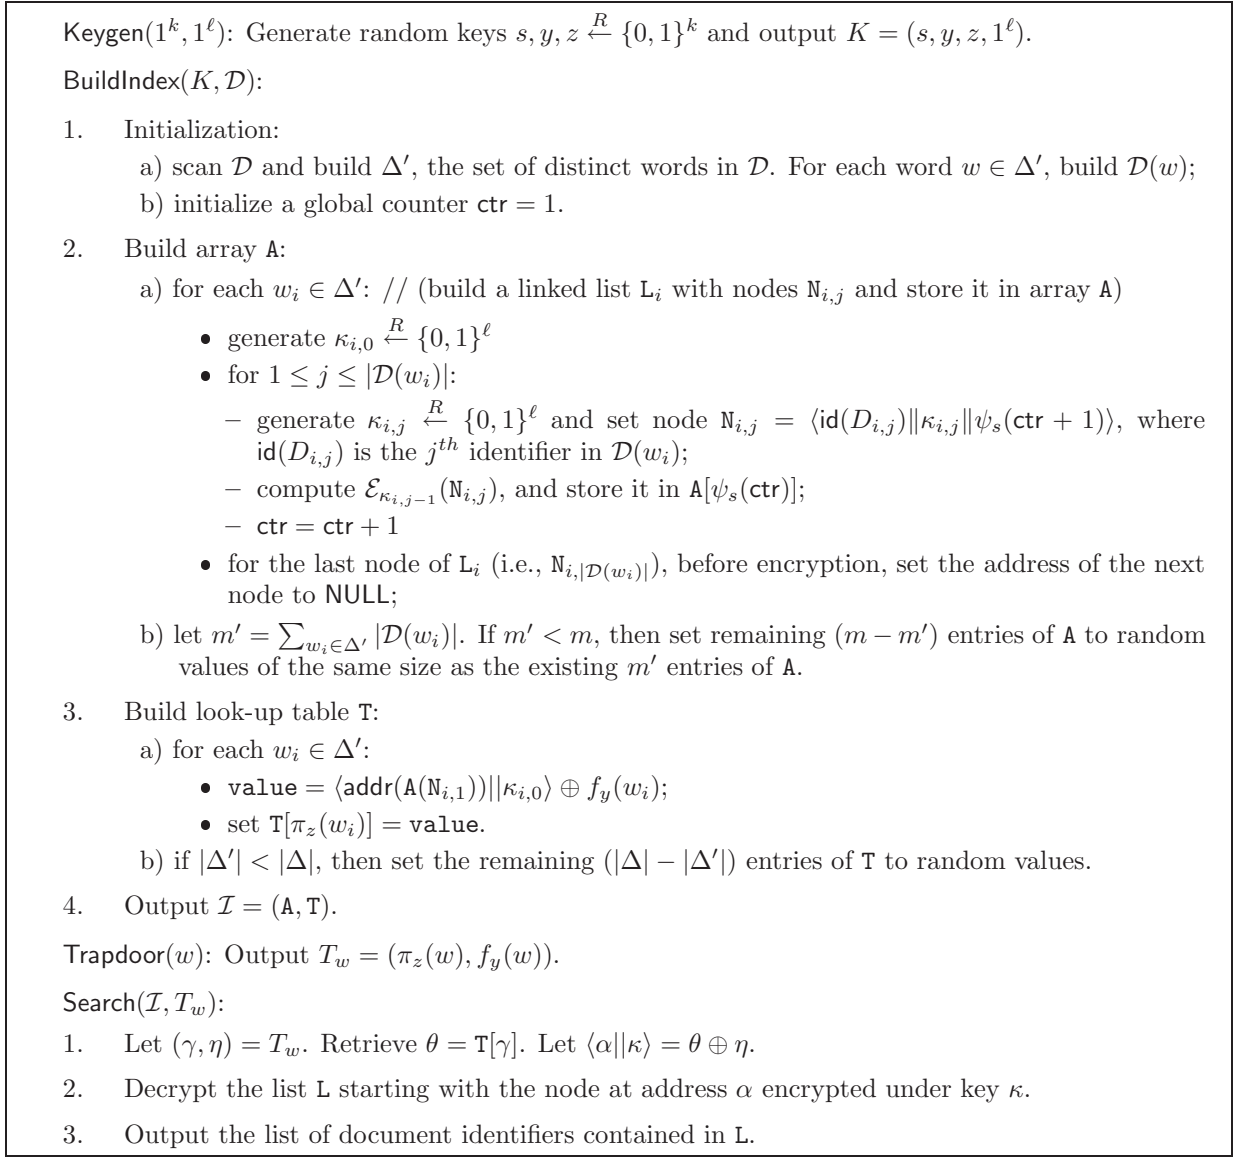 Keygen(1^k, 1^ℓ): Generate random keys s, y, z ←^R {0, 1}^k and output K = (s, y, z, 1^ℓ).
BuildIndex(K, 𝒟):
1. Initialization:
a) scan 𝒟 and build Δ′, the set of distinct words in 𝒟. For each word w ∈ Δ′, build 𝒟(w);
b) initialize a global counter ctr = 1.
2. Build array A:
a) for each w_i ∈ Δ′: // (build a linked list L_i with nodes N_{i,j} and store it in array A)
• generate κ_{i,0} ←^R {0, 1}^ℓ
• for 1 ≤ j ≤ |𝒟(w_i)|:
– generate κ_{i,j} ←^R {0, 1}^ℓ and set node N_{i,j} = ⟨id(D_{i,j})‖κ_{i,j}‖ψ_s(ctr + 1)⟩, where
id(D_{i,j}) is the j^{th} identifier in 𝒟(w_i);
– compute ℰ_{κ_{i,j−1}}(N_{i,j}), and store it in A[ψ_s(ctr)];
– ctr = ctr + 1
• for the last node of L_i (i.e., N_{i,|𝒟(w_i)|}), before encryption, set the address of the next
node to NULL;
b) let m′ = ∑_{w_i∈Δ′} |𝒟(w_i)|. If m′ < m, then set remaining (m − m′) entries of A to random
values of the same size as the existing m′ entries of A.
3. Build look-up table T:
a) for each w_i ∈ Δ′:
• value = ⟨addr(A(N_{i,1}))||κ_{i,0}⟩ ⊕ f_y(w_i);
• set T[π_z(w_i)] = value.
b) if |Δ′| < |Δ|, then set the remaining (|Δ| − |Δ′|) entries of T to random values.
4. Output ℐ = (A, T).
Trapdoor(w): Output T_w = (π_z(w), f_y(w)).
Search(ℐ, T_w):
1. Let (γ, η) = T_w. Retrieve θ = T[γ]. Let ⟨α||κ⟩ = θ ⊕ η.
2. Decrypt the list L starting with the node at address α encrypted under key κ.
3. Output the list of document identifiers contained in L.